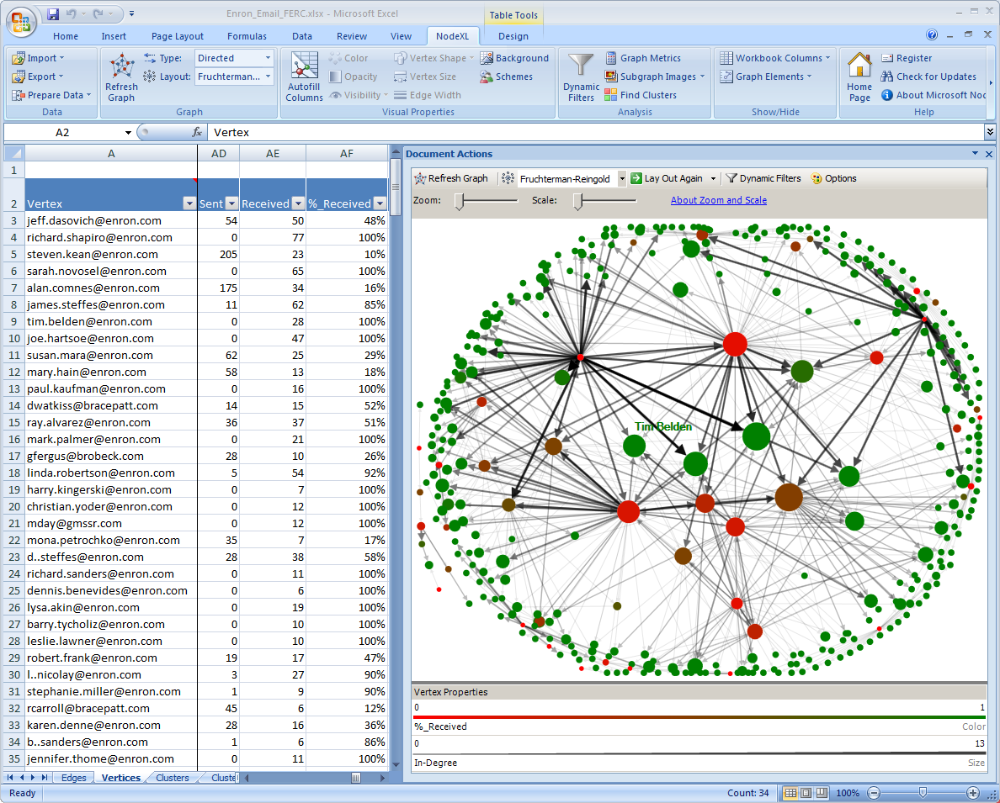 Enron_Email_FERC.xlsx - Microsoft Excel
Table Tools
Home Insert Page Layout Formulas Data Review View NodeXL Design
Import
Export
Prepare Data
Data
Refresh Graph
Type: Directed
Layout: Fruchterman...
Graph
Autofill Columns
Color
Opacity
Visibility
Vertex Shape
Vertex Size
Edge Width
Background
Schemes
Visual Properties
Dynamic Filters
Graph Metrics
Subgraph Images
Find Clusters
Analysis
Workbook Columns
Graph Elements
Show/Hide
Home Page
Register
Check for Updates
About Microsoft Noc
Help
A2 fx Vertex
A AD AE AF
1
2 Vertex Sent Received %_Received
3 jeff.dasovich@enron.com 54 50 48%
4 richard.shapiro@enron.com 0 77 100%
5 steven.kean@enron.com 205 23 10%
6 sarah.novosel@enron.com 0 65 100%
7 alan.comnes@enron.com 175 34 16%
8 james.steffes@enron.com 11 62 85%
9 tim.belden@enron.com 0 28 100%
10 joe.hartsoe@enron.com 0 47 100%
11 susan.mara@enron.com 62 25 29%
12 mary.hain@enron.com 58 13 18%
13 paul.kaufman@enron.com 0 16 100%
14 dwatkiss@bracepatt.com 14 15 52%
15 ray.alvarez@enron.com 36 37 51%
16 mark.palmer@enron.com 0 21 100%
17 gfergus@brobeck.com 28 10 26%
18 linda.robertson@enron.com 5 54 92%
19 harry.kingerski@enron.com 0 7 100%
20 christian.yoder@enron.com 0 12 100%
21 mday@gmssr.com 0 12 100%
22 mona.petrochko@enron.com 35 7 17%
23 d..steffes@enron.com 28 38 58%
24 richard.sanders@enron.com 0 11 100%
25 dennis.benevides@enron.com 0 6 100%
26 lysa.akin@enron.com 0 19 100%
27 barry.tycholiz@enron.com 0 10 100%
28 leslie.lawner@enron.com 0 10 100%
29 robert.frank@enron.com 19 17 47%
30 l..nicolay@enron.com 3 27 90%
31 stephanie.miller@enron.com 1 9 90%
32 rcarroll@bracepatt.com 45 6 12%
33 karen.denne@enron.com 28 16 36%
34 b..sanders@enron.com 1 6 86%
35 jennifer.thome@enron.com 0 11 100%
Edges Vertices Clusters Cluste
Document Actions
Refresh Graph Fruchterman-Reingold Lay Out Again Dynamic Filters Options
Zoom: Scale: About Zoom and Scale
Tim Belden
Vertex Properties
0 1
%_Received Color
0 13
In-Degree Size
Ready Count: 34 100%